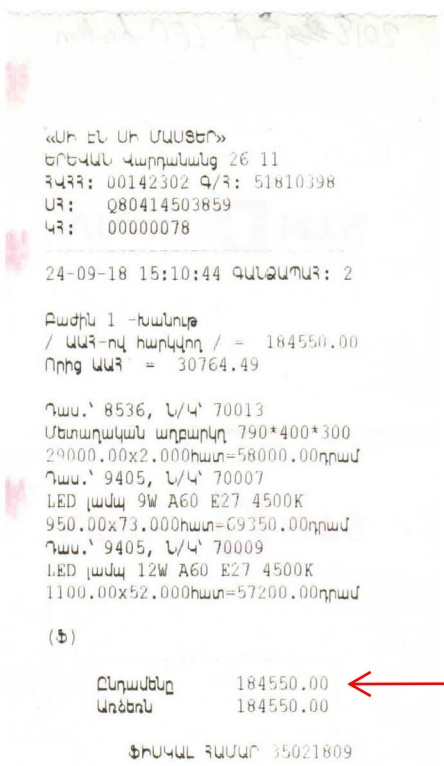 «ՍԻ ԷՆ ՍԻ ՄԱՍՏԵՐ»
ԵՐԵՎԱՆ Վարդանանց 26 11
ՀՎՀՀ: 00142302 Գ/Հ: 51810398
ՍՀ: Q80414503859
ԿՀ: 00000078
24-09-18 15:10:44 ԳԱՆՁԱՊԱՀ: 2
Բաժին 1 -Խանութ
/ ԱԱՀ-ով հարկվող / = 184550.00
Որից ԱԱՀ = 30764.49
Դաս.՝ 8536, Ն/Կ՝ 70013
Մետաղական աղբարկղ 790*400*300
29000.00x2.000հատ=58000.00դրամ
Դաս.՝ 9405, Ն/Կ՝ 70007
LED լամպ 9W A60 E27 4500K
950.00x73.000հատ=69350.00դրամ
Դաս.՝ 9405, Ն/Կ՝ 70009
LED լամպ 12W A60 E27 4500K
1100.00x52.000հատ=57200.00դրամ
(Ֆ)
Ընդամենը 184550.00
Առձեռն 184550.00
ՖԻՍԿԱԼ ՀԱՄԱՐ 35021809